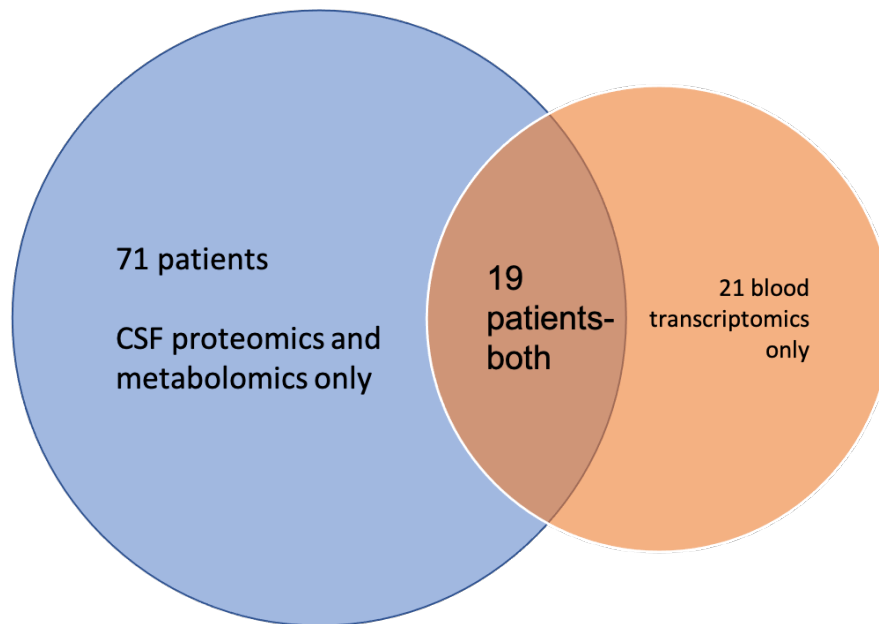 71 patients
CSF proteomics and
metabolomics only
19
patients-
both
21 blood
transcriptomics
only